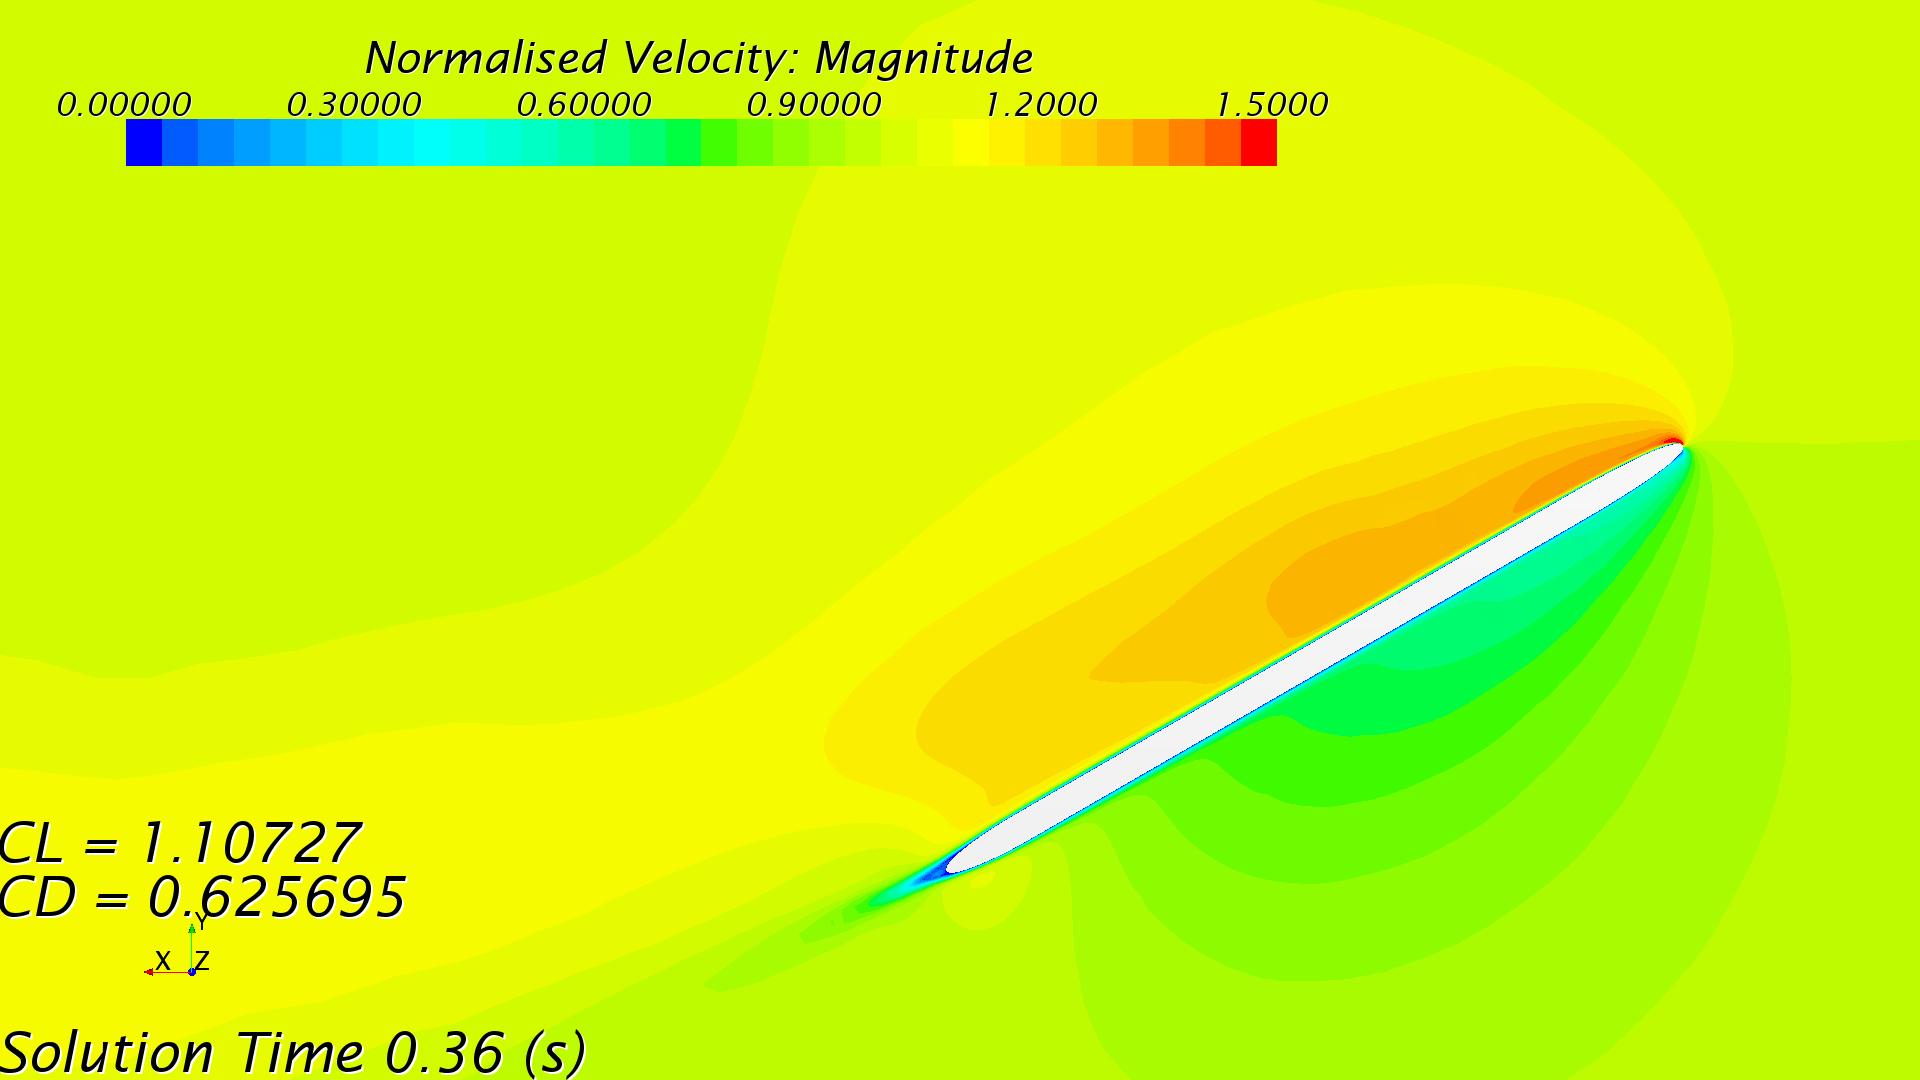 Normalised Velocity: Magnitude
0.00000 0.30000 0.60000 0.90000 1.2000 1.5000
CL = 1.10727
CD = 0.625695
Y
X Z
Solution Time 0.36 (s)